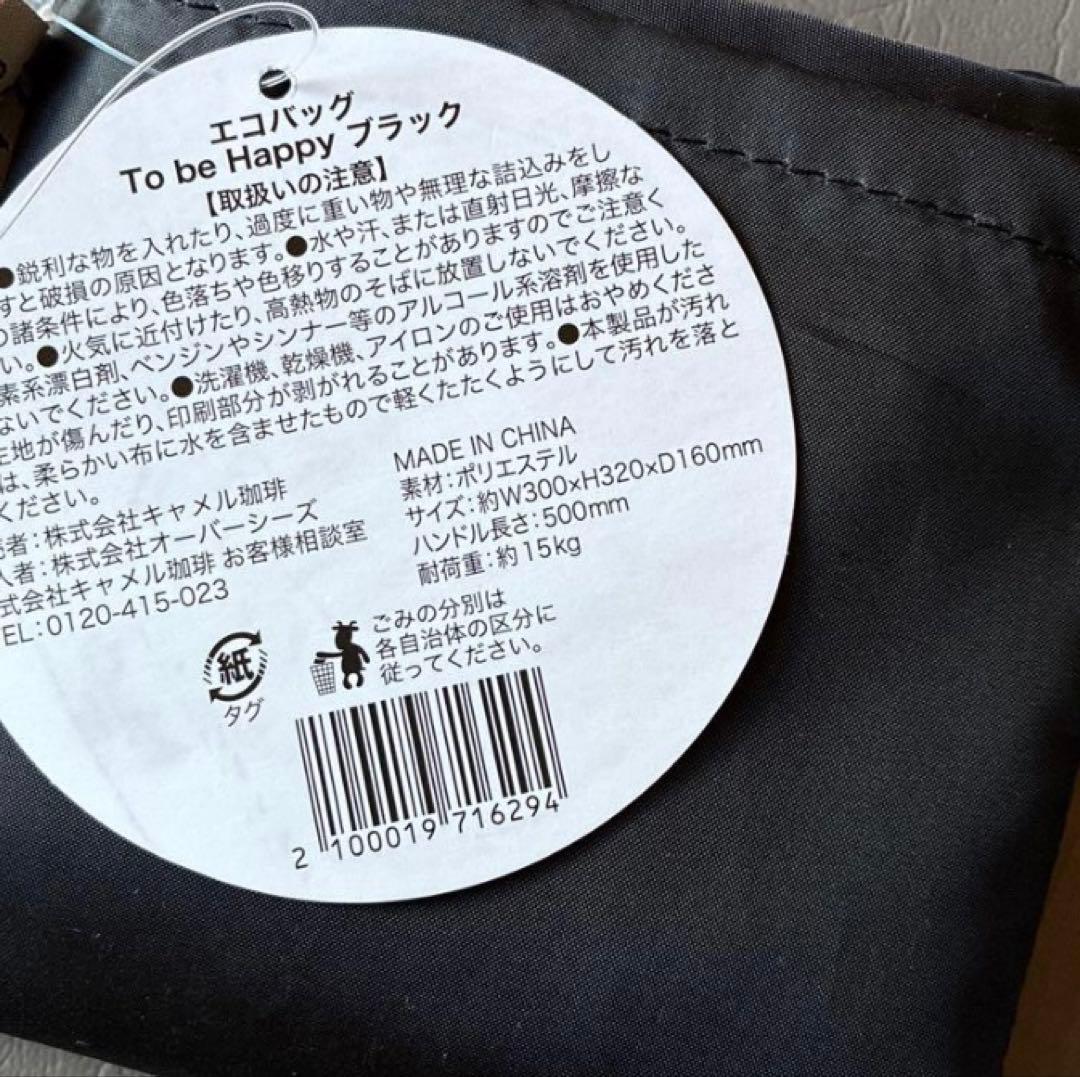 エコバッグ
To be Happy ブラック
【取扱いの注意】
●鋭利な物を入れたり、過度に重い物や無理な詰込みをし
すと破損の原因となります。●水や汗、または直射日光、摩擦な
諸条件により、色落ちや色移りすることがありますのでご注意く
い。●火気に近付けたり、高熱物のそばに放置しないでください。
素系漂白剤、ベンジンやシンナー等のアルコール系溶剤を使用した
ないでください。●洗濯機、乾燥機、アイロンのご使用はおやめくださ
生地が傷んだり、印刷部分が剥がれることがあります。●本製品が汚れ
は、柔らかい布に水を含ませたもので軽くたたくようにして汚れを落と
ください。
売者：株式会社キャメル珈琲
入者：株式会社オーバーシーズ
式会社キャメル珈琲 お客様相談室
EL：0120-415-023
MADE IN CHINA
素材：ポリエステル
サイズ：約W300×H320×D160mm
ハンドル長さ：500mm
耐荷重：約15kg
紙
タグ
ごみの分別は
各自治体の区分に
従ってください。
2 100019 716294